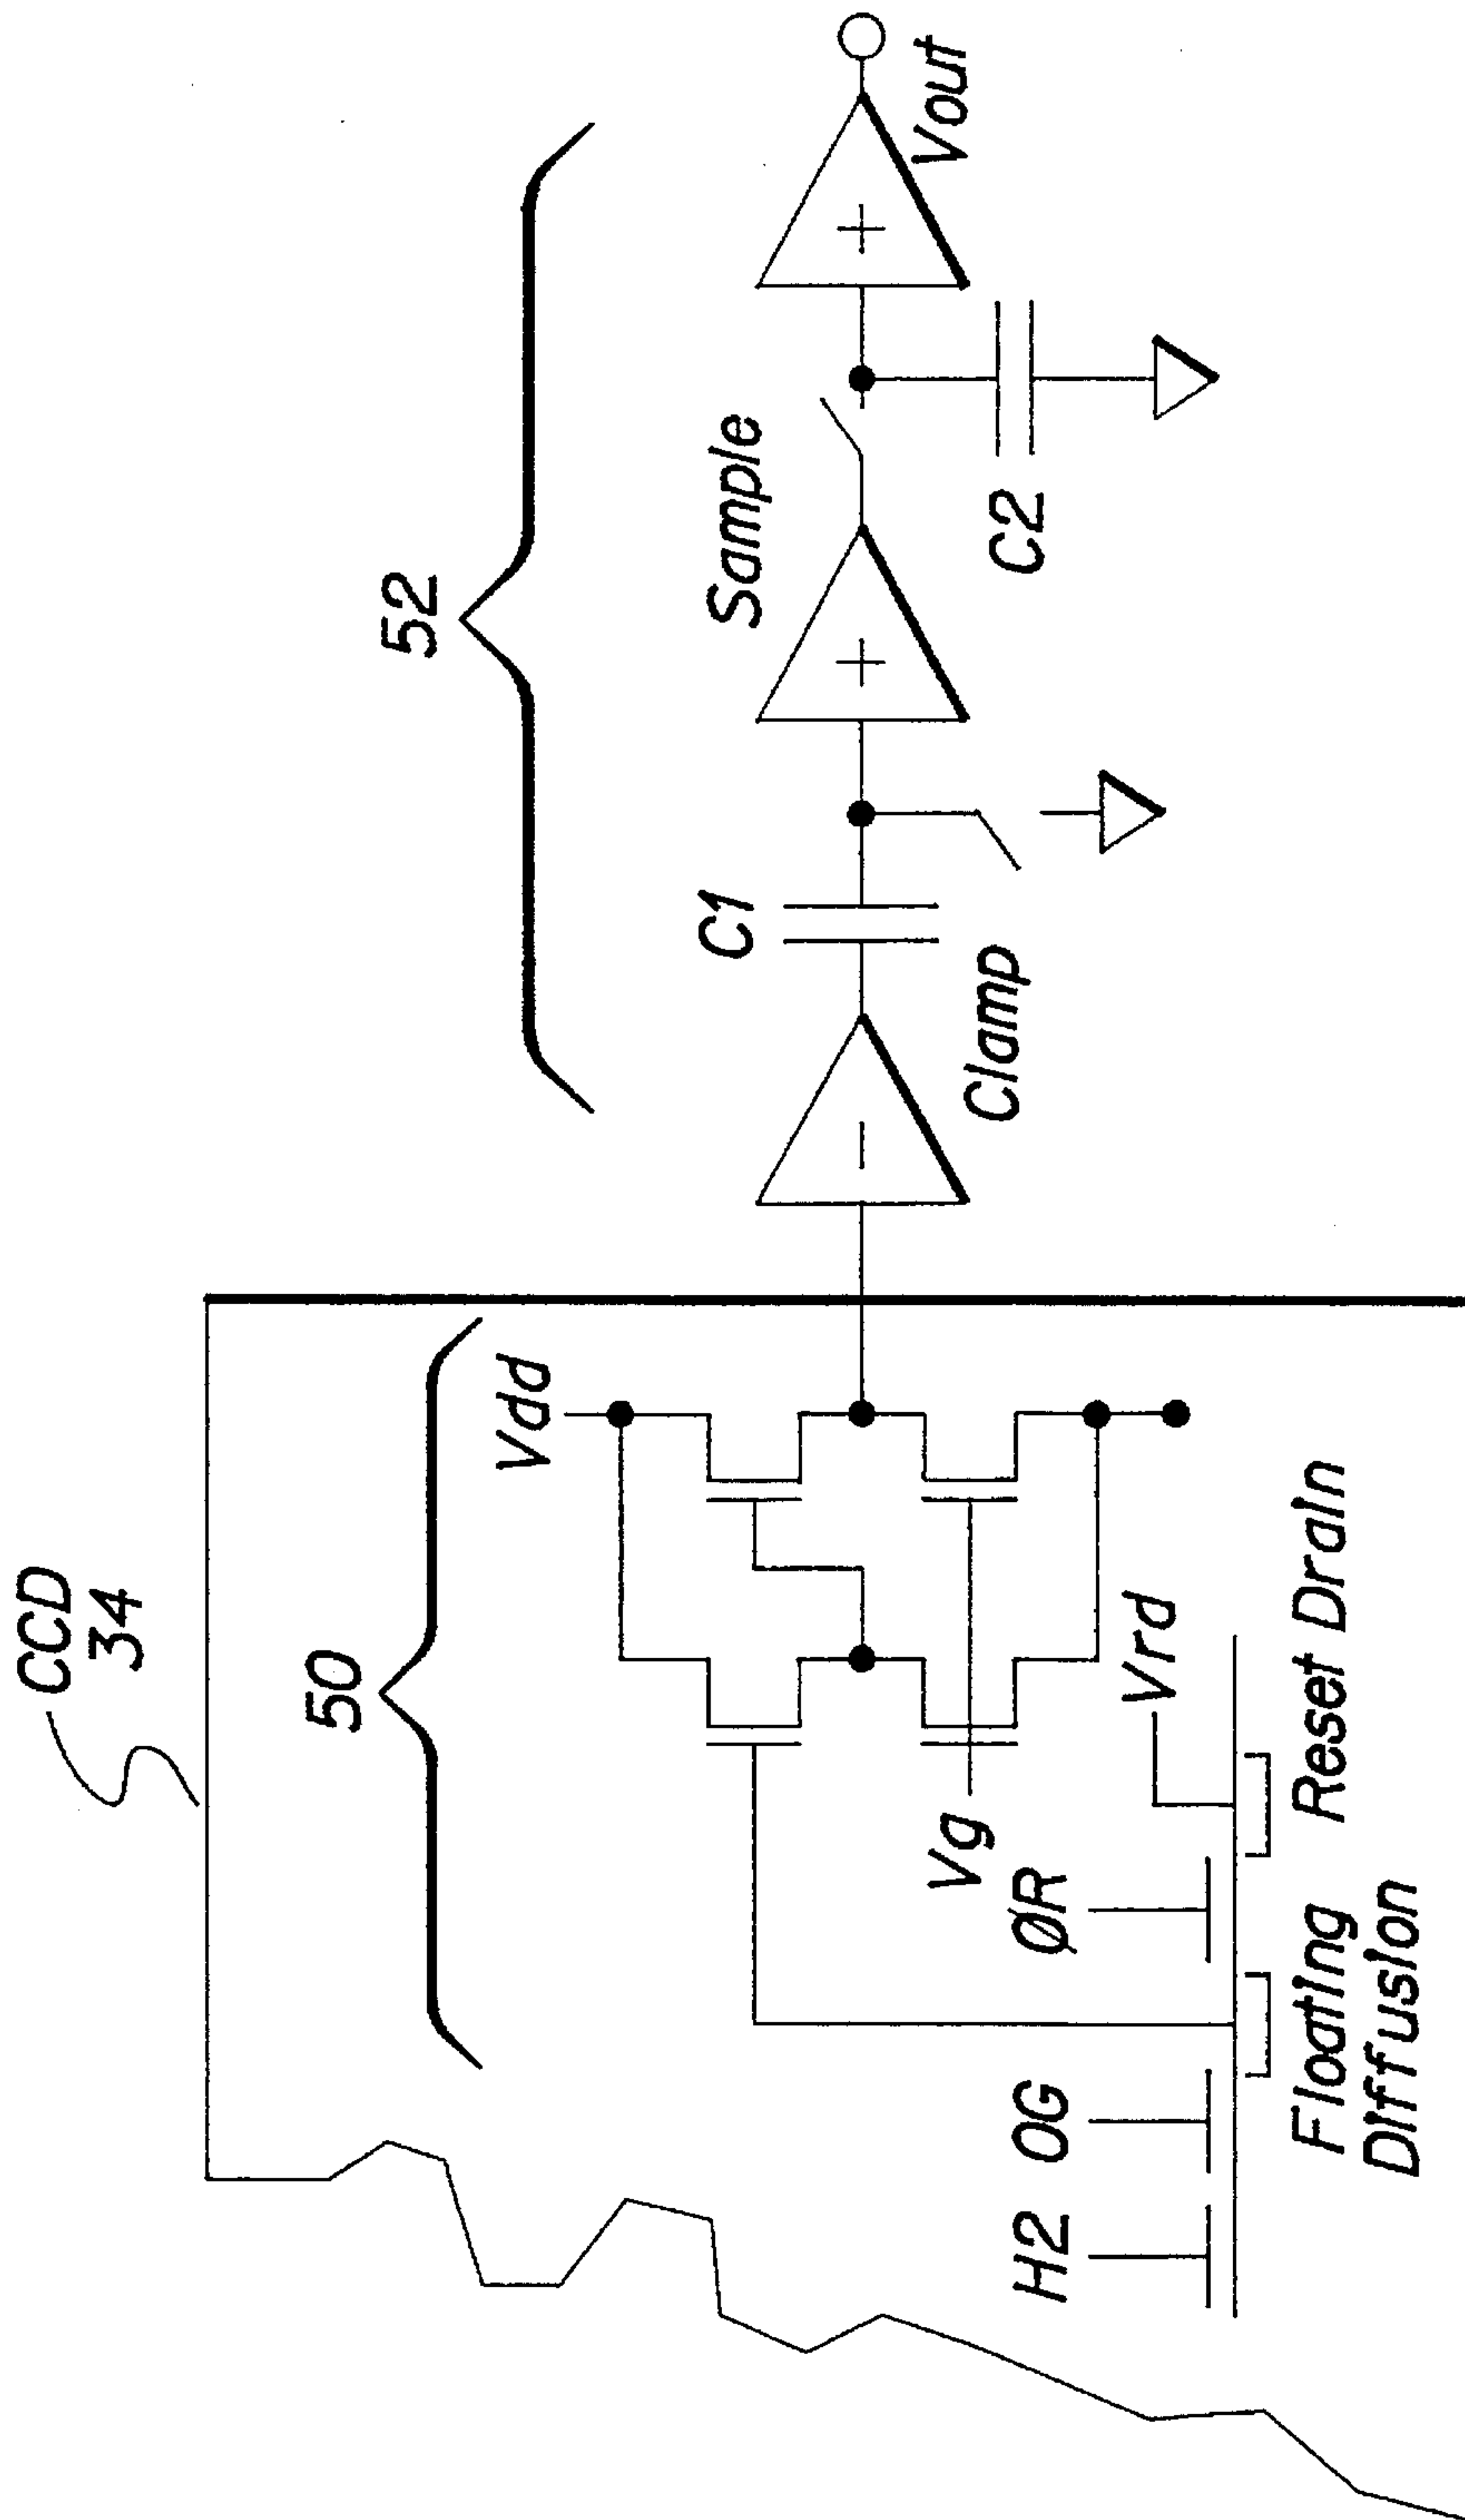 CCD
34
50
52
Vdd
C1
Sample
Vout
Vg
Clamp
C2
H2
OG
ØR
Vrd
Floating
Diffusion
Reset Drain